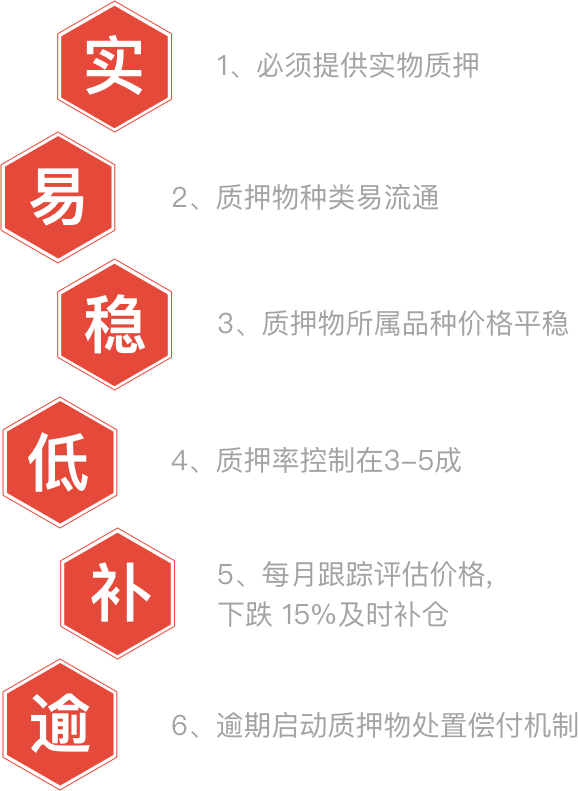 实
1、必须提供实物质押
易
2、质押物种类易流通
稳
3、质押物所属品种价格平稳
低
4、质押率控制在3-5成
补
5、每月跟踪评估价格,
下跌 15%及时补仓
逾
6、逾期启动质押物处置偿付机制